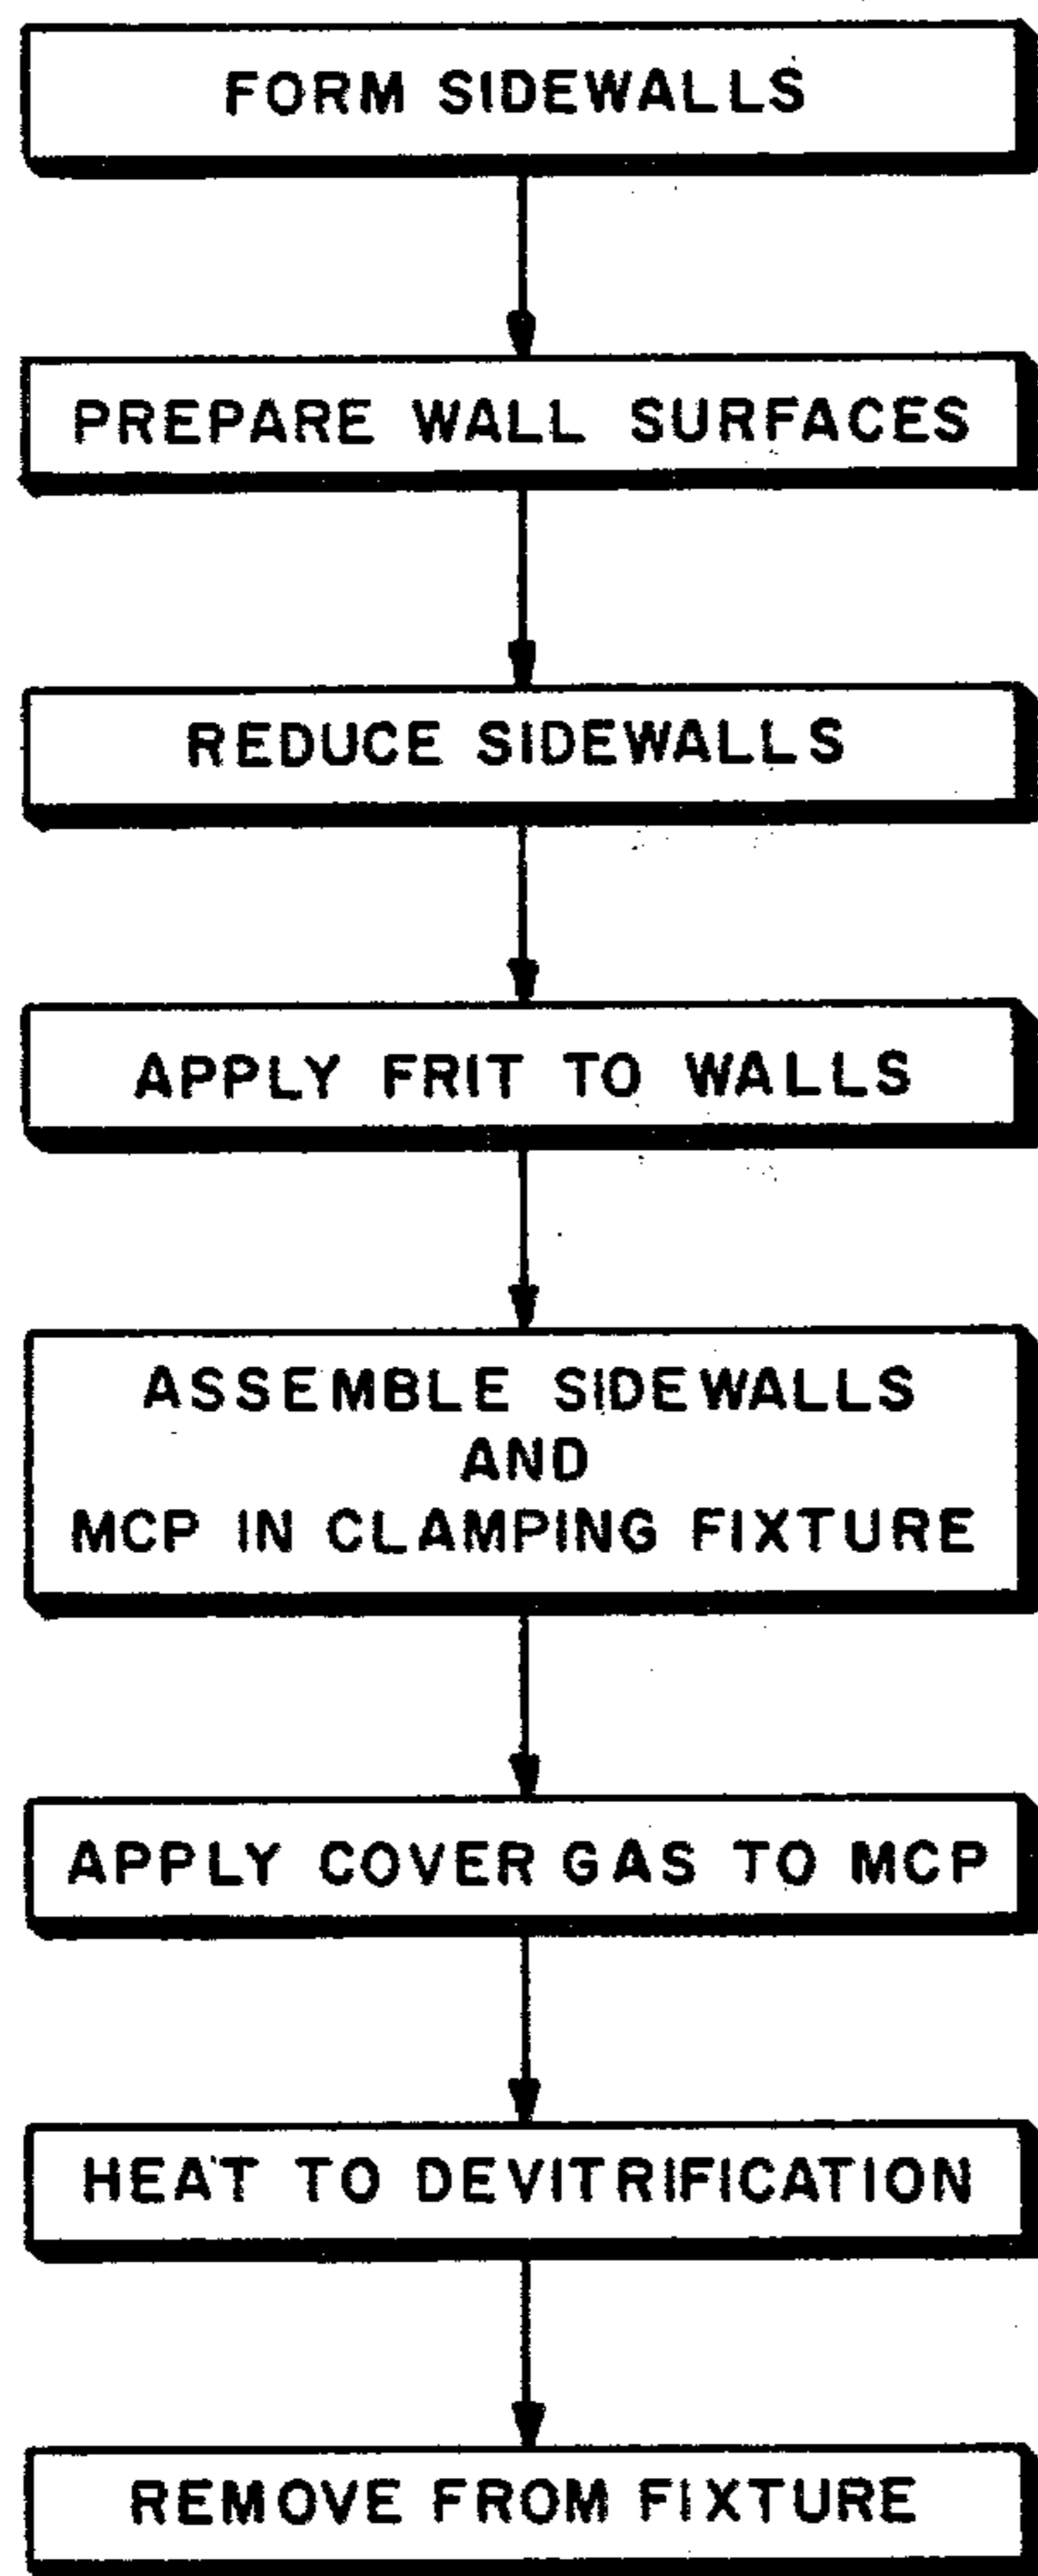 FORM SIDEWALLS
PREPARE WALL SURFACES
REDUCE SIDEWALLS
APPLY FRIT TO WALLS
ASSEMBLE SIDEWALLS
AND
MCP IN CLAMPING FIXTURE
APPLY COVER GAS TO MCP
HEAT TO DEVITRIFICATION
REMOVE FROM FIXTURE